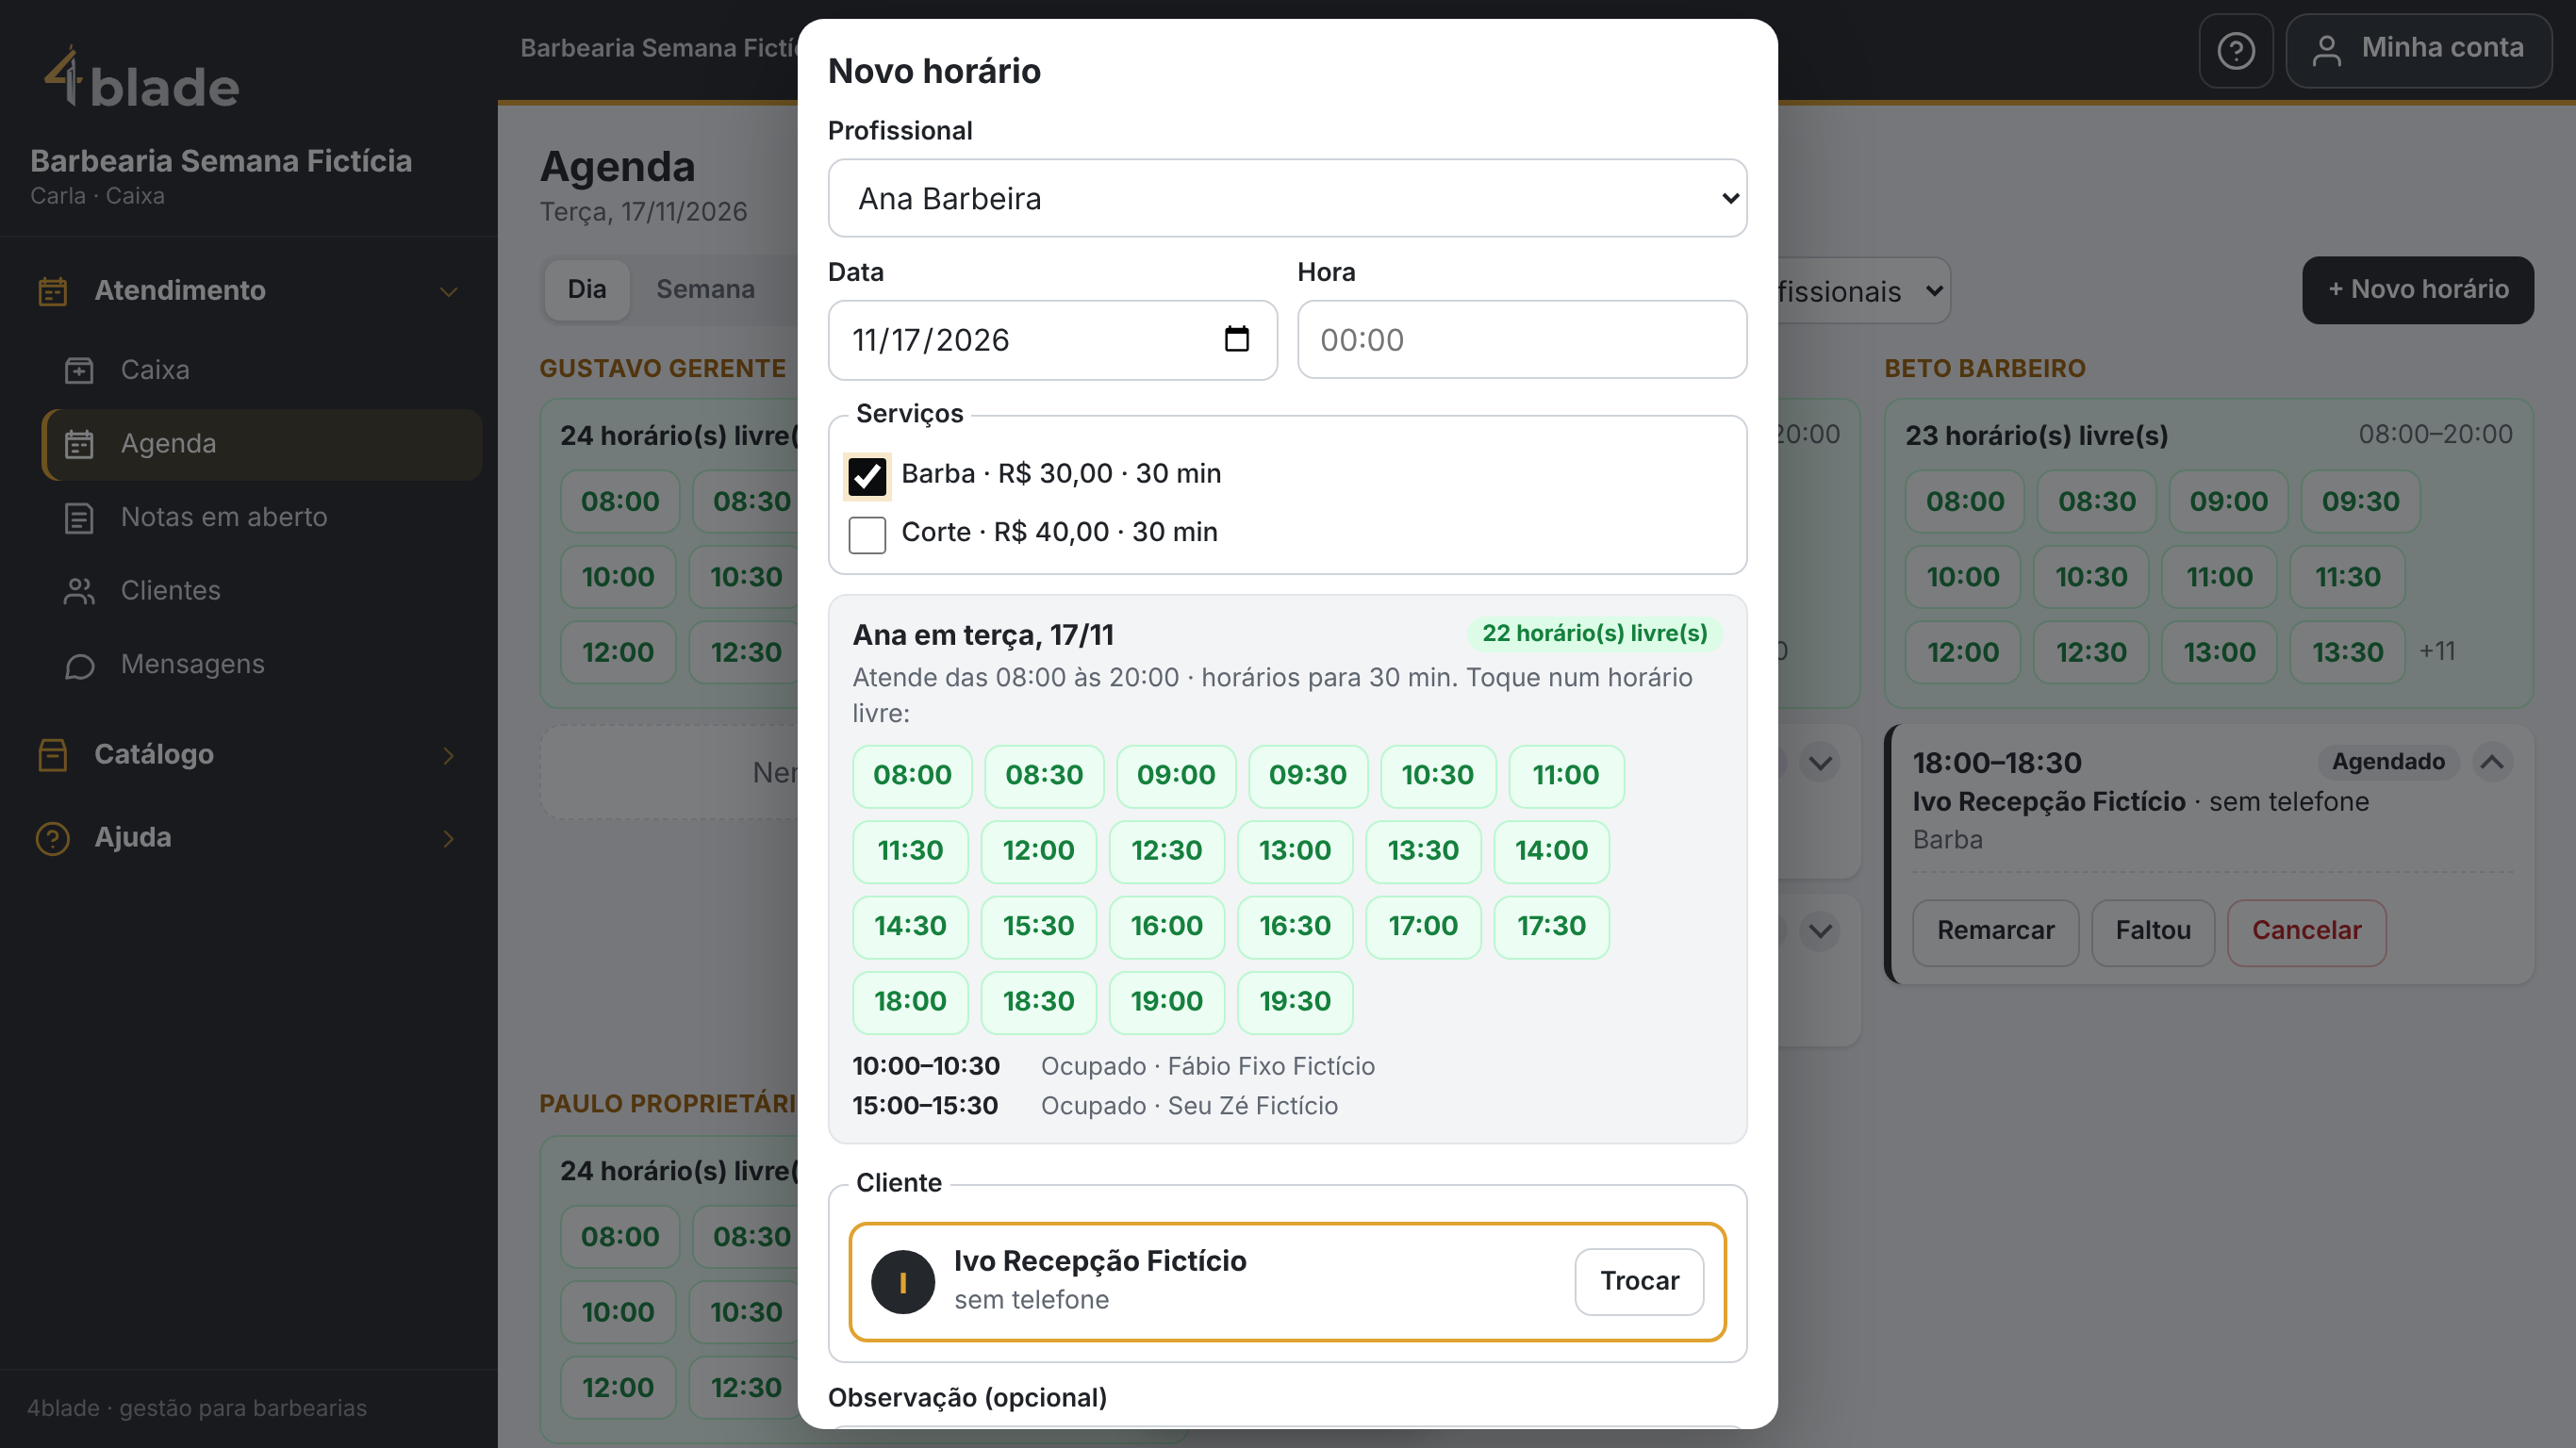 4blade
Barbearia Semana Fictícia
Carla · Caixa
Atendimento
Caixa
Agenda
Notas em aberto
Clientes
Mensagens
Catálogo
Ajuda
4blade · gestão para barbearias
Barbearia Semana
Minha conta
Agenda
Terça, 17/11/2026
Dia
Semana
+ Novo horário
GUSTAVO GERENTE
24 horário(s)
08:00
08:30
10:00
10:30
12:00
12:30
PAULO
24 horário(s)
08:00
08:30
10:00
10:30
12:00
12:30
BETO BARBEIRO
23 horário(s) livre(s)
08:00–20:00
08:00
08:30
09:00
09:30
10:00
10:30
11:00
11:30
12:00
12:30
13:00
13:30
+11
18:00–18:30
Agendado
Ivo Recepção Fictício · sem telefone
Barba
Remarcar
Faltou
Cancelar
Novo horário
Profissional
Ana Barbeira
Data
Hora
11/17/2026
00:00
Serviços
Barba · R$ 30,00 · 30 min
Corte · R$ 40,00 · 30 min
Ana em terça, 17/11
22 horário(s) livre(s)
Atende das 08:00 às 20:00 · horários para 30 min. Toque num horário
livre:
08:00
08:30
09:00
09:30
10:30
11:00
11:30
12:00
12:30
13:00
13:30
14:00
14:30
15:30
16:00
16:30
17:00
17:30
18:00
18:30
19:00
19:30
10:00–10:30 Ocupado · Fábio Fixo Fictício
15:00–15:30 Ocupado · Seu Zé Fictício
Cliente
I
Ivo Recepção Fictício
sem telefone
Trocar
Observação (opcional)